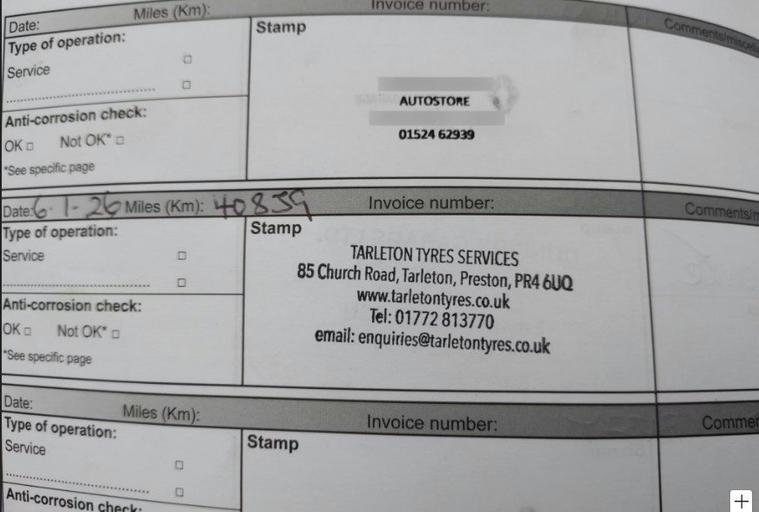 Date: Miles (Km): Invoice number: Comments/
Type of operation:
Stamp
Service
AUTOSTORE
Anti-corrosion check:
01524 62939
OK Not OK*
*See specific page
Date: 6-1-26 Miles (Km): 40859 Invoice number: Comments/
Type of operation:
Stamp
Service
TARLETON TYRES SERVICES
85 Church Road, Tarleton, Preston, PR4 6UQ
www.tarletontyres.co.uk
Tel: 01772 813770
email: enquiries@tarletontyres.co.uk
Anti-corrosion check:
OK Not OK*
*See specific page
Date: Miles (Km): Invoice number: Commen
Type of operation:
Stamp
Service
Anti-corrosion check: